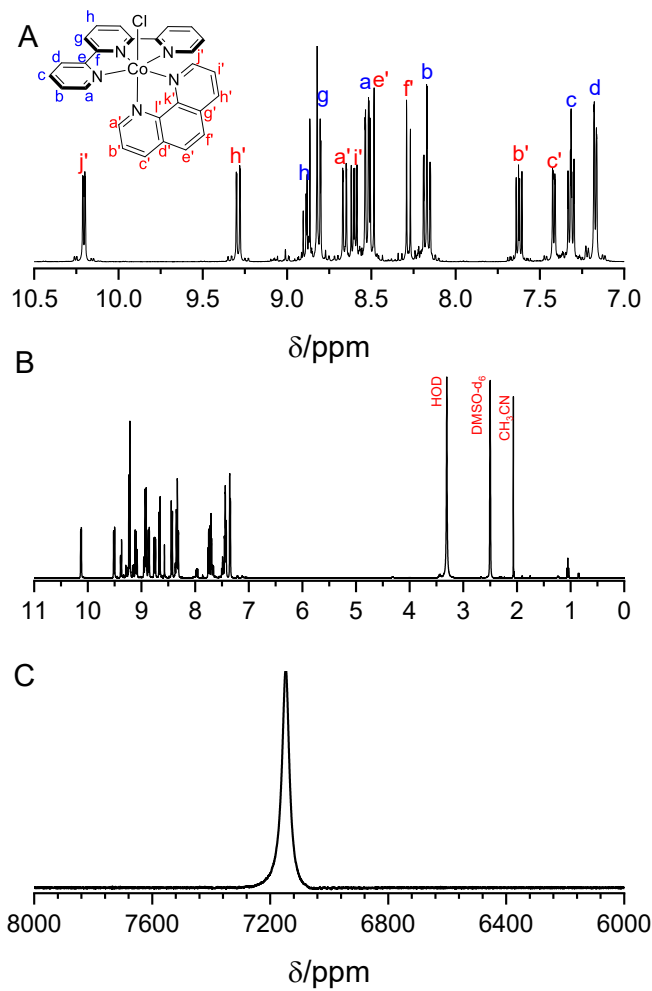 A
Cl
h
g
N
N
N
d
e
f
c
Co
b
a
N
N
j'
i'
h'
k'
l'
g'
a'
f'
b'
d'
e'
c'
j'
h'
h
g
a'
i'
a
e'
f'
b
b'
c'
c
d
10.5 10.0 9.5 9.0 8.5 8.0 7.5 7.0
δ/ppm
B
HOD
DMSO-d₆
CH₃CN
11 10 9 8 7 6 5 4 3 2 1 0
C
8000 7600 7200 6800 6400 6000
δ/ppm